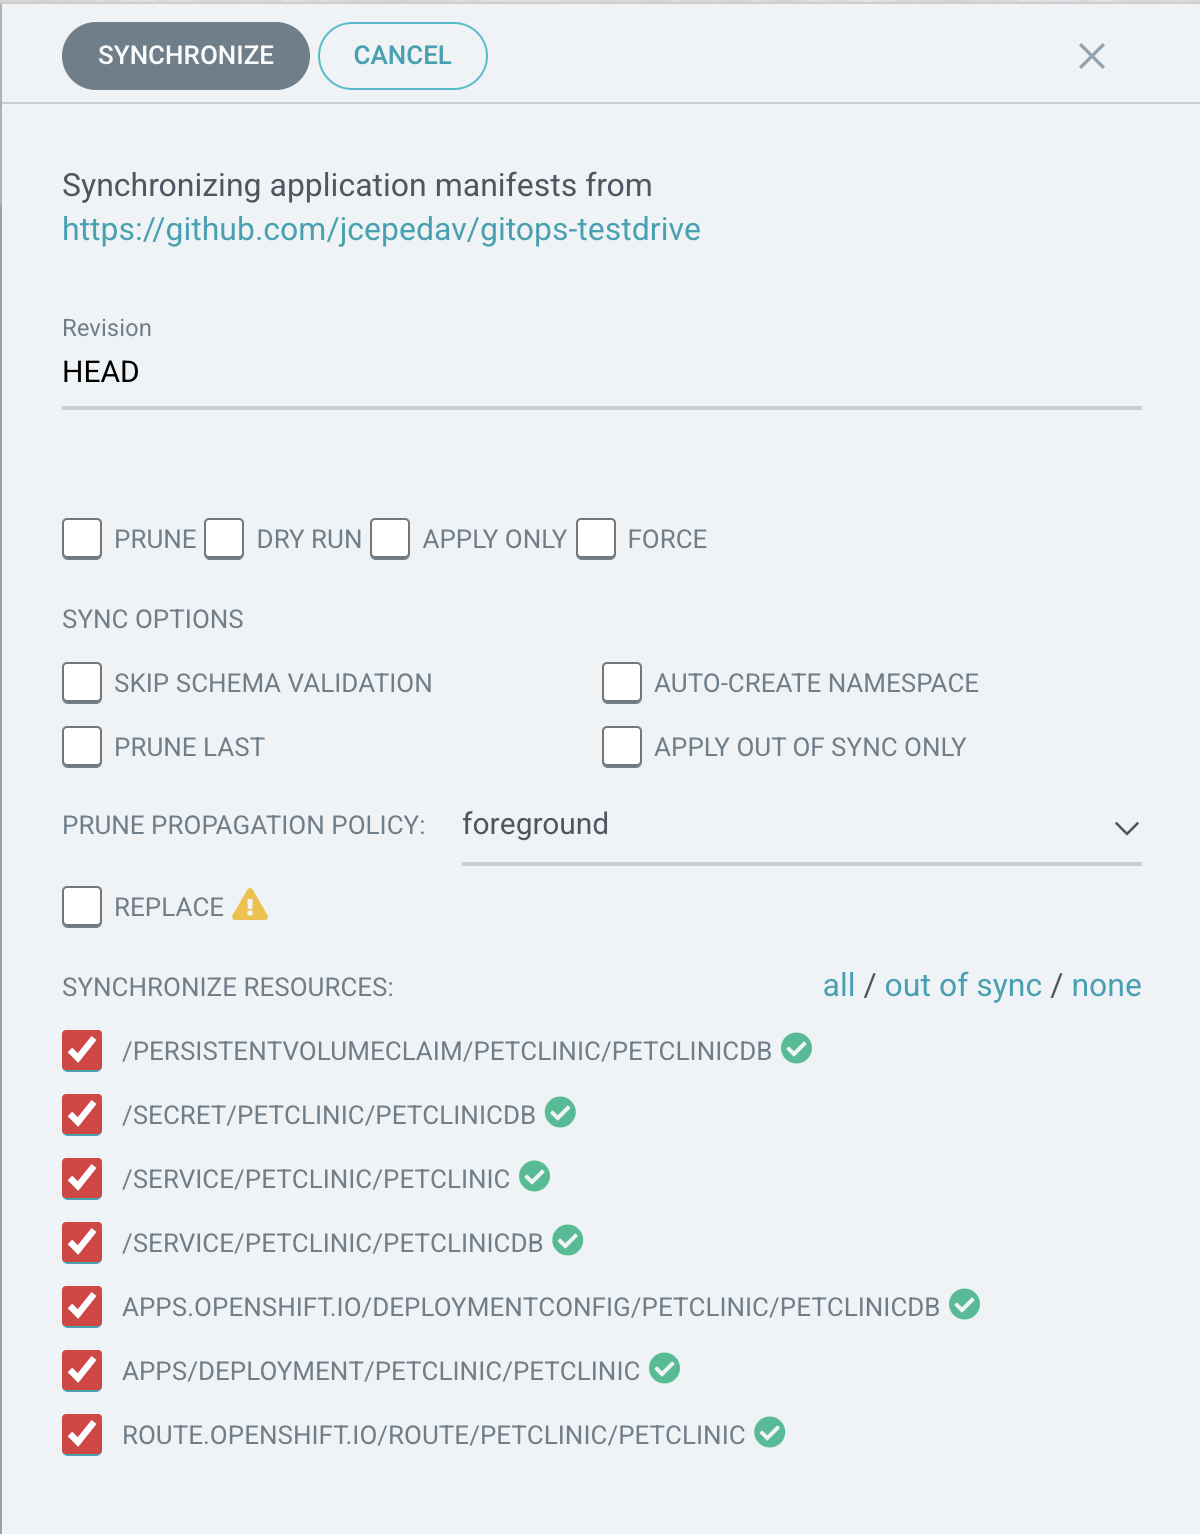 SYNCHRONIZE CANCEL
Synchronizing application manifests from
https://github.com/jcepedav/gitops-testdrive
Revision
HEAD
PRUNE DRY RUN APPLY ONLY FORCE
SYNC OPTIONS
SKIP SCHEMA VALIDATION AUTO-CREATE NAMESPACE
PRUNE LAST APPLY OUT OF SYNC ONLY
PRUNE PROPAGATION POLICY: foreground
REPLACE
SYNCHRONIZE RESOURCES: all / out of sync / none
/PERSISTENTVOLUMECLAIM/PETCLINIC/PETCLINICDB
/SECRET/PETCLINIC/PETCLINICDB
/SERVICE/PETCLINIC/PETCLINIC
/SERVICE/PETCLINIC/PETCLINICDB
APPS.OPENSHIFT.IO/DEPLOYMENTCONFIG/PETCLINIC/PETCLINICDB
APPS/DEPLOYMENT/PETCLINIC/PETCLINIC
ROUTE.OPENSHIFT.IO/ROUTE/PETCLINIC/PETCLINIC